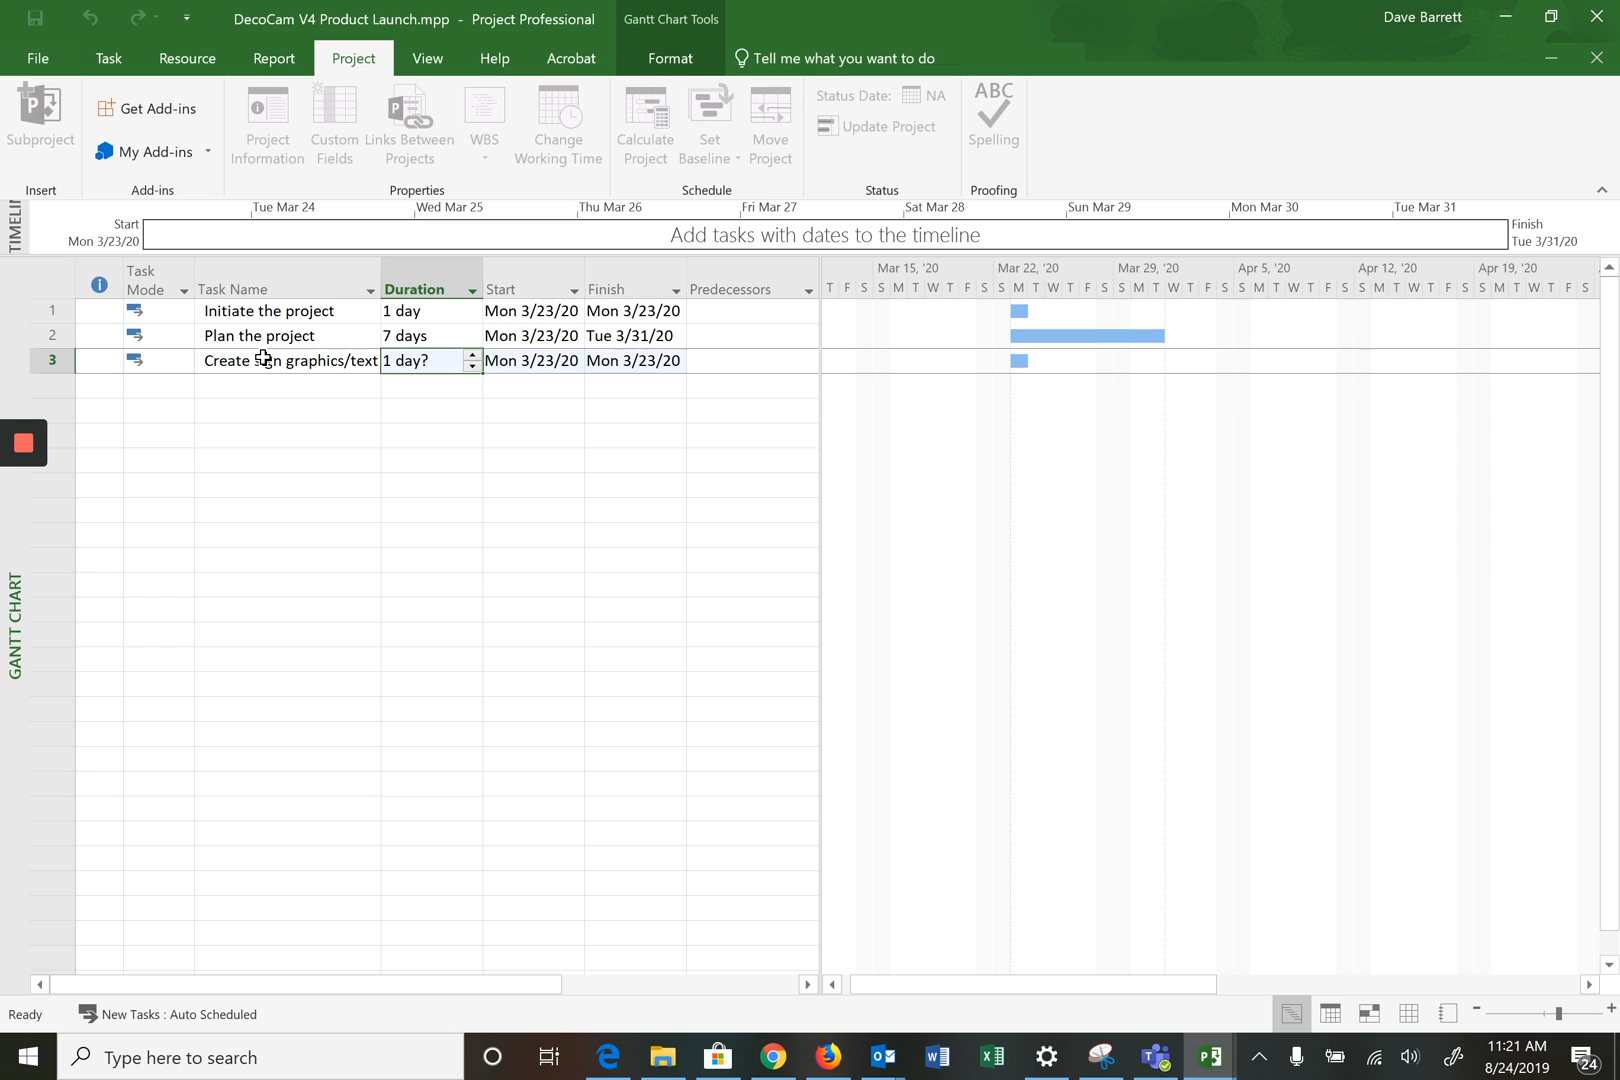 DecoCam V4 Product Launch.mpp - Project Professional
Gantt Chart Tools
Dave Barrett
File Task Resource Report Project View Help Acrobat Format Tell me what you want to do
Subproject
Insert
Get Add-ins
My Add-ins
Add-ins
Project Information
Custom Fields
Links Between Projects
WBS
Change Working Time
Properties
Calculate Project
Set Baseline
Move Project
Schedule
Status Date: NA
Update Project
Status
ABC
Spelling
Proofing
Tue Mar 24 Wed Mar 25 Thu Mar 26 Fri Mar 27 Sat Mar 28 Sun Mar 29 Mon Mar 30 Tue Mar 31
Start
Mon 3/23/20
Add tasks with dates to the timeline
Finish
Tue 3/31/20
Task Mode Task Name Duration Start Finish Predecessors
Mar 15, '20 Mar 22, '20 Mar 29, '20 Apr 5, '20 Apr 12, '20 Apr 19, '20
T F S S M T W T F S S M T W T F S S M T W T F S S M T W T F S S M T W T F S S M T W T F S
1 Initiate the project 1 day Mon 3/23/20 Mon 3/23/20
2 Plan the project 7 days Mon 3/23/20 Tue 3/31/20
3 Create sign graphics/text 1 day? Mon 3/23/20 Mon 3/23/20
GANTT CHART
Ready
New Tasks : Auto Scheduled
Type here to search
11:21 AM
8/24/2019
24